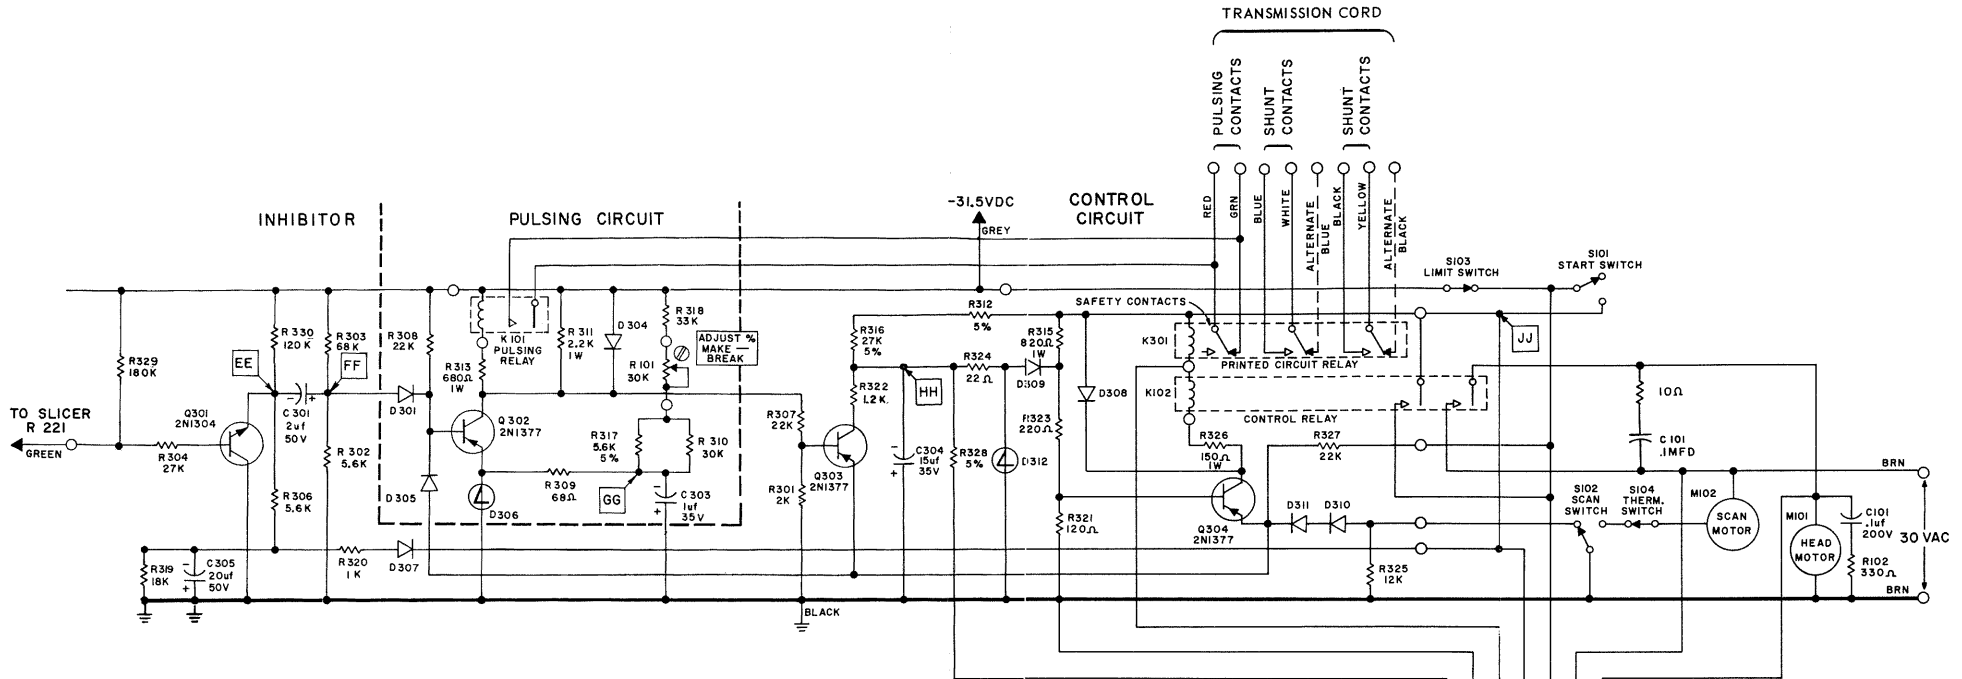 TRANSMISSION CORD
PULSING
CONTACTS
SHUNT
CONTACTS
SHUNT
CONTACTS
RED
GRN
BLUE
WHITE
ALTERNATE
BLUE
BLACK
YELLOW
ALTERNATE
BLACK
INHIBITOR
PULSING CIRCUIT
CONTROL
CIRCUIT
-31.5VDC
GREY
S103
LIMIT SWITCH
S101
START SWITCH
SAFETY CONTACTS
R329
180K
R330
120K
R303
68K
R308
22K
K101
PULSING
RELAY
R311
2.2K
1W
D304
R318
33K
ADJUST %
MAKE —
BREAK
R101
30K
R312
5%
R316
27K
5%
R315
820Ω
1W
K301
PRINTED CIRCUIT RELAY
JJ
EE
FF
R313
680Ω
1W
HH
R324
22Ω
D309
D308
K102
CONTROL RELAY
10Ω
C101
.1MFD
TO SLICER
R 221
GREEN
Q301
2N1304
C301
2uf
50V
D301
Q302
2N1377
R304
27K
R302
5.6K
R306
5.6K
D305
D306
R309
68Ω
R317
5.6K
5%
R310
30K
GG
C303
1uf
35V
R307
22K
R322
1.2K
R301
2K
Q303
2N1377
C304
15uf
35V
R328
5%
D312
R323
220Ω
R321
120Ω
R326
150Ω
1W
R327
22K
Q304
2N1377
D311
D310
R325
12K
S102
SCAN
SWITCH
S104
THERM.
SWITCH
M102
SCAN
MOTOR
M101
HEAD
MOTOR
C101
.1uf
200V
R102
330Ω
BRN
30 VAC
BRN
R319
18K
C305
20uf
50V
R320
1K
D307
BLACK